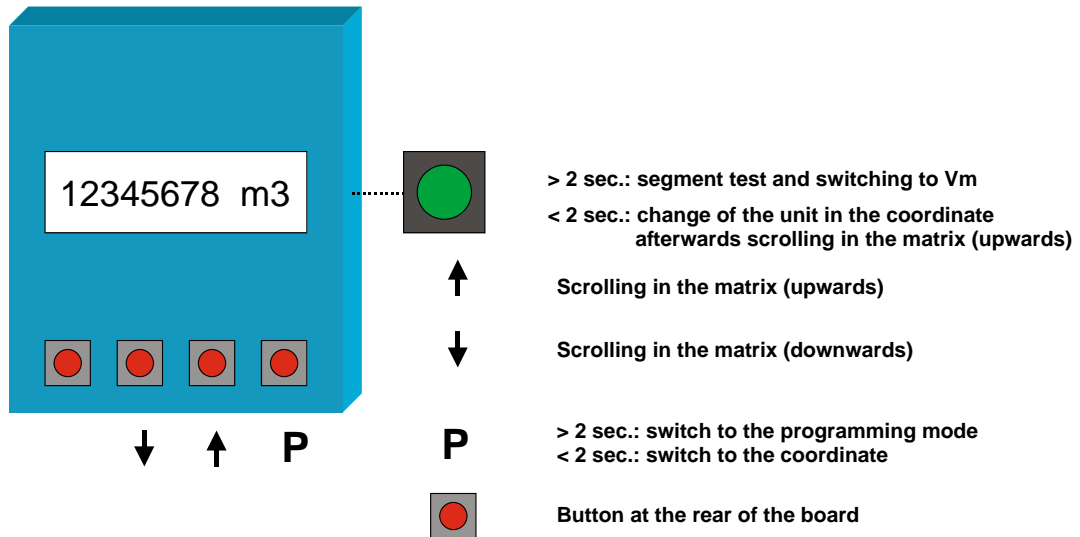 12345678 m3
> 2 sec.: segment test and switching to Vm
< 2 sec.: change of the unit in the coordinate
afterwards scrolling in the matrix (upwards)
Scrolling in the matrix (upwards)
Scrolling in the matrix (downwards)
P
P
> 2 sec.: switch to the programming mode
< 2 sec.: switch to the coordinate
Button at the rear of the board